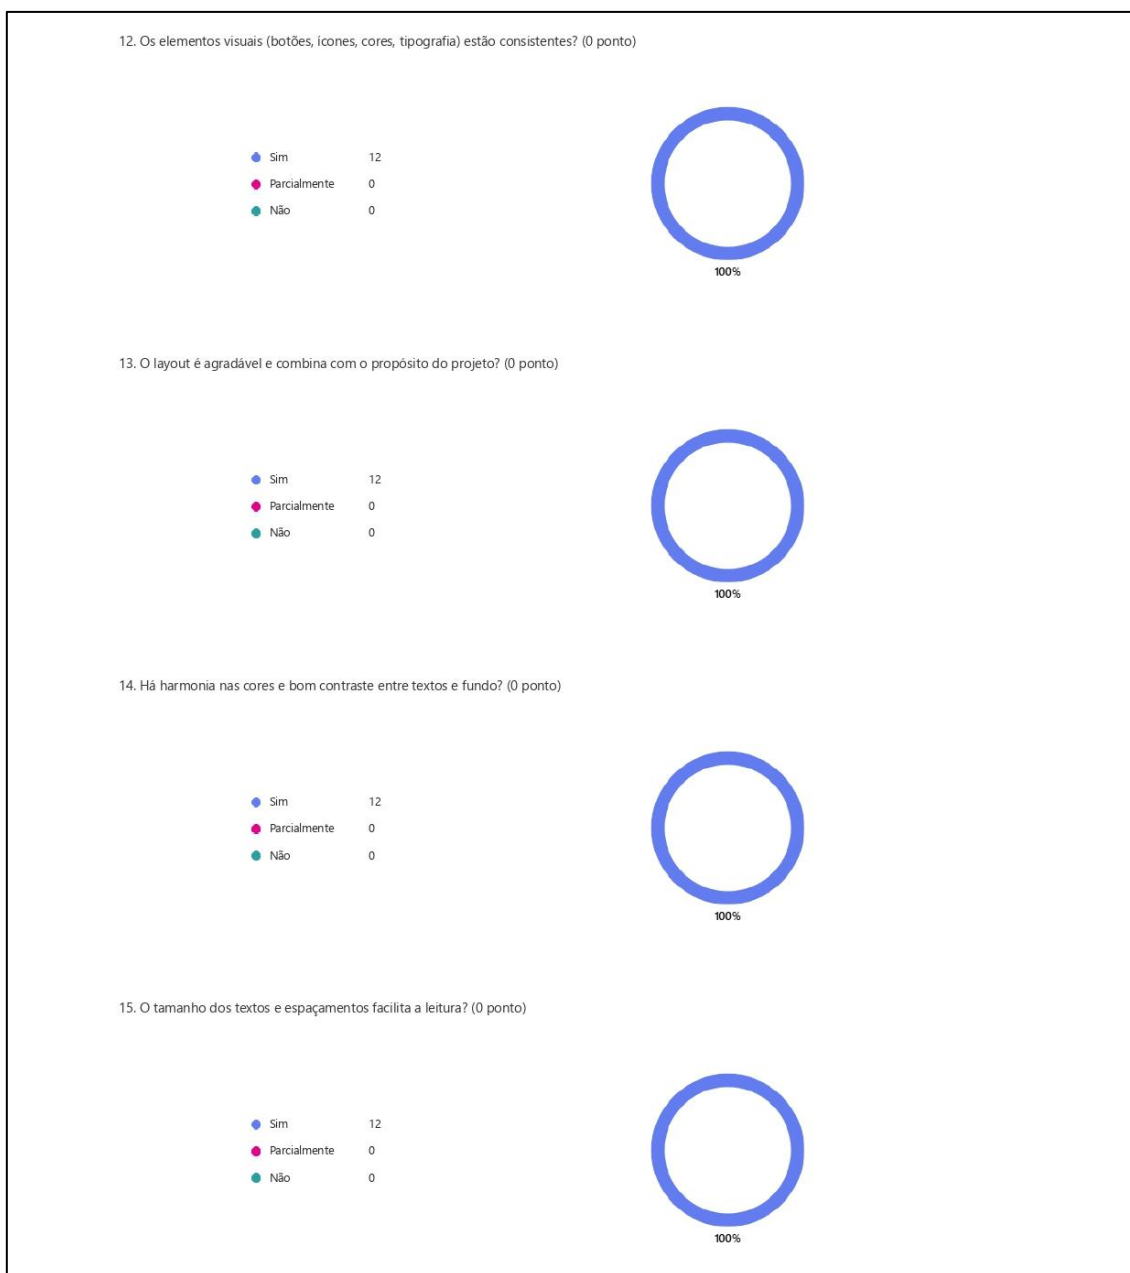 12. Os elementos visuais (botões, ícones, cores, tipografia) estão consistentes? (0 ponto)
Sim 12
Parcialmente 0
Não 0
100%
13. O layout é agradável e combina com o propósito do projeto? (0 ponto)
Sim 12
Parcialmente 0
Não 0
100%
14. Há harmonia nas cores e bom contraste entre textos e fundo? (0 ponto)
Sim 12
Parcialmente 0
Não 0
100%
15. O tamanho dos textos e espaçamentos facilita a leitura? (0 ponto)
Sim 12
Parcialmente 0
Não 0
100%